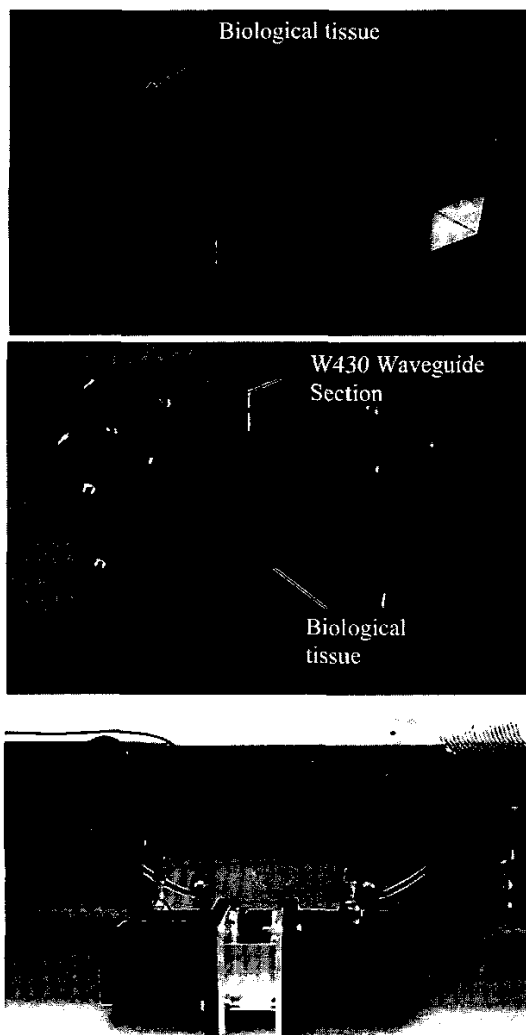 Biological tissue
W430 Waveguide
Section
Biological
tissue